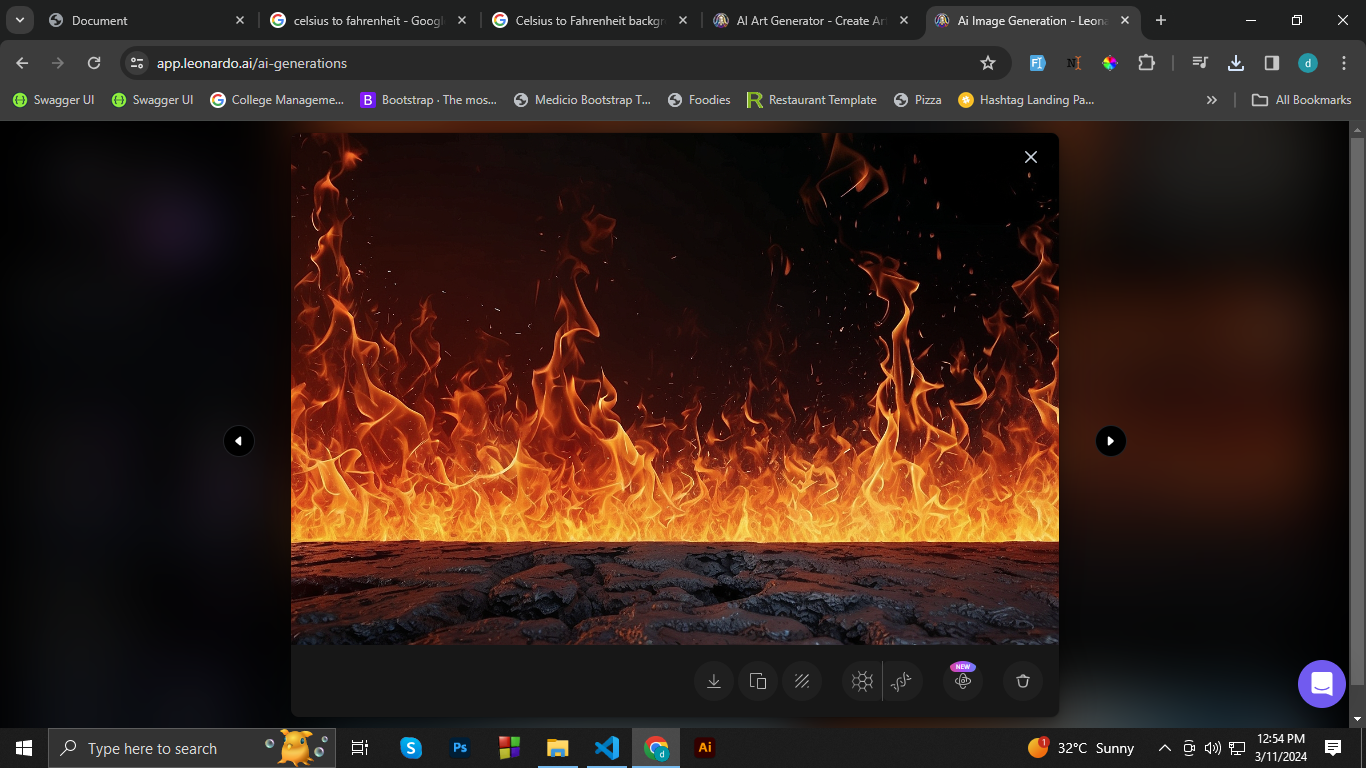 Document
celsius to fahrenheit - Googl
Celsius to Fahrenheit backgr
AI Art Generator - Create Art
Ai Image Generation - Leona
app.leonardo.ai/ai-generations
d
Swagger UI
Swagger UI
College Manageme...
B
Bootstrap · The mos...
Medicio Bootstrap T...
Foodies
R
Restaurant Template
Pizza
Hashtag Landing Pa...
All Bookmarks
NEW
Type here to search
S
Ps
d
Ai
1
32°C Sunny
12:54 PM
3/11/2024